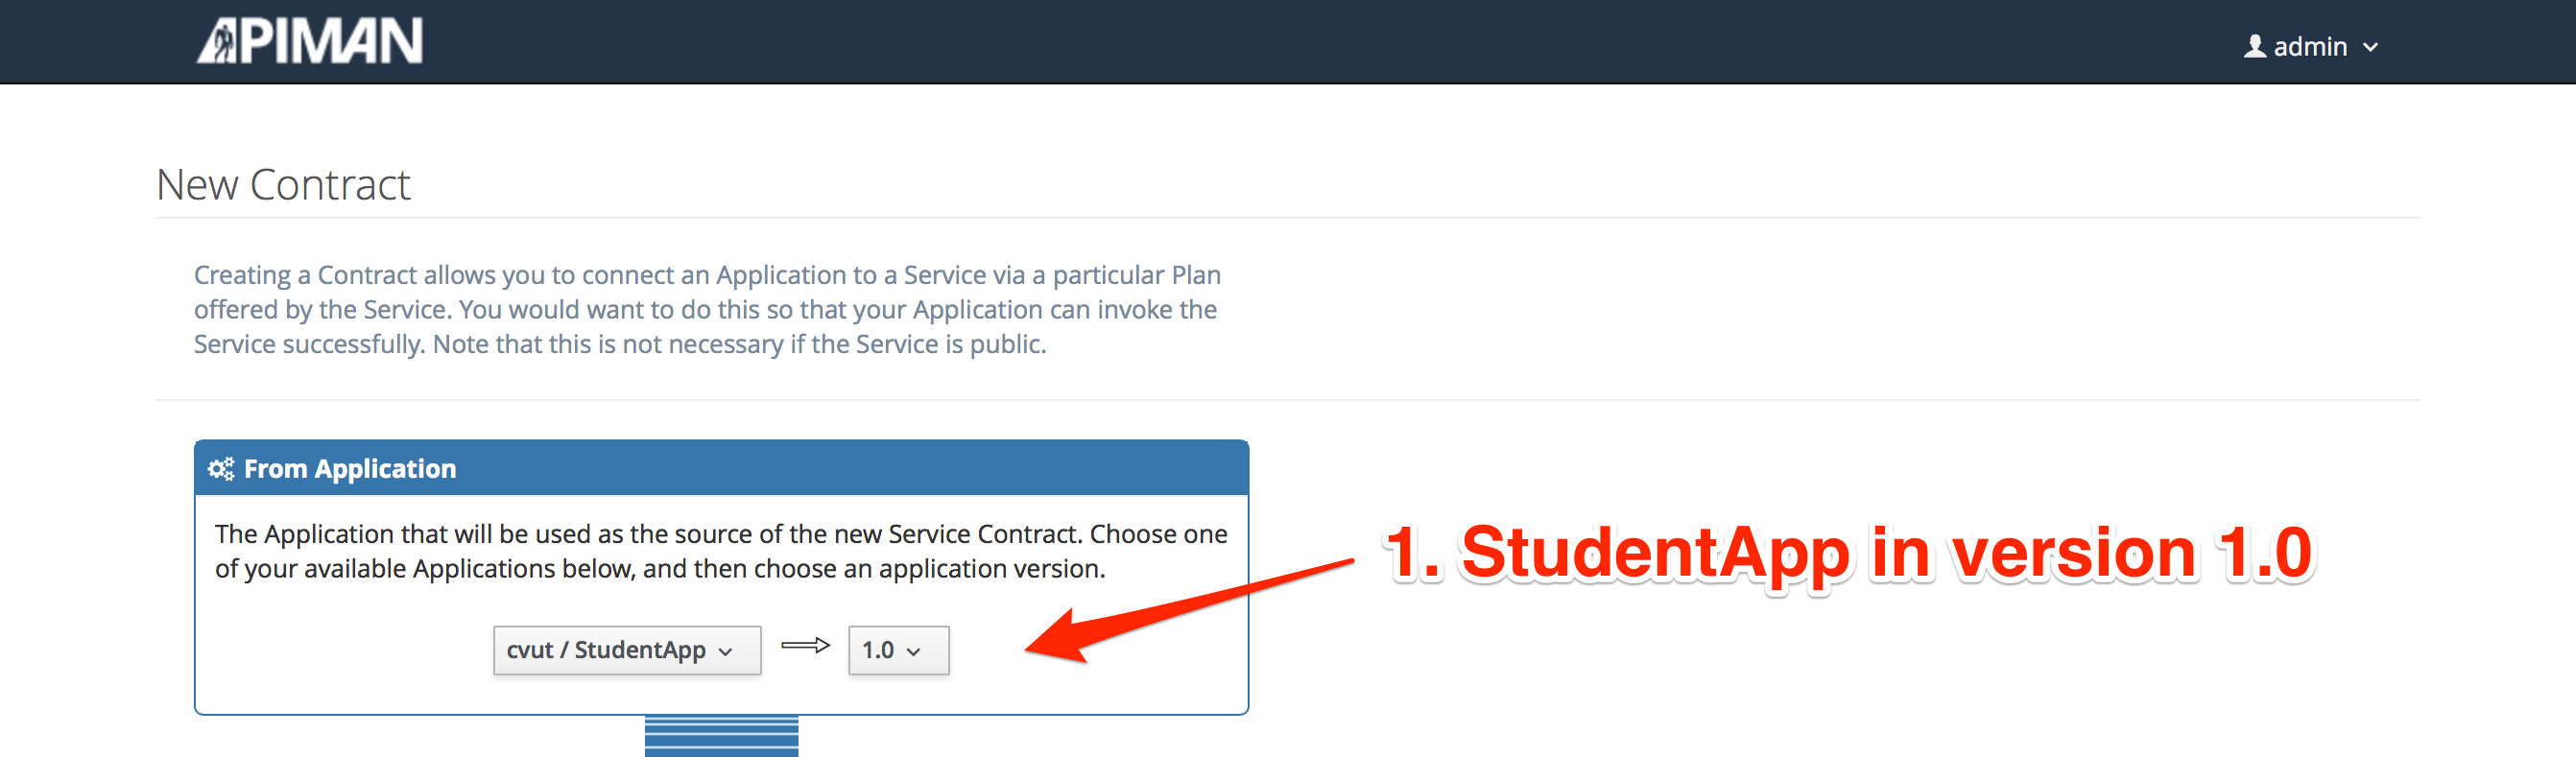 APIMAN
admin
New Contract
Creating a Contract allows you to connect an Application to a Service via a particular Plan
offered by the Service. You would want to do this so that your Application can invoke the
Service successfully. Note that this is not necessary if the Service is public.
From Application
The Application that will be used as the source of the new Service Contract. Choose one
of your available Applications below, and then choose an application version.
1. StudentApp in version 1.0
cvut / StudentApp 1.0